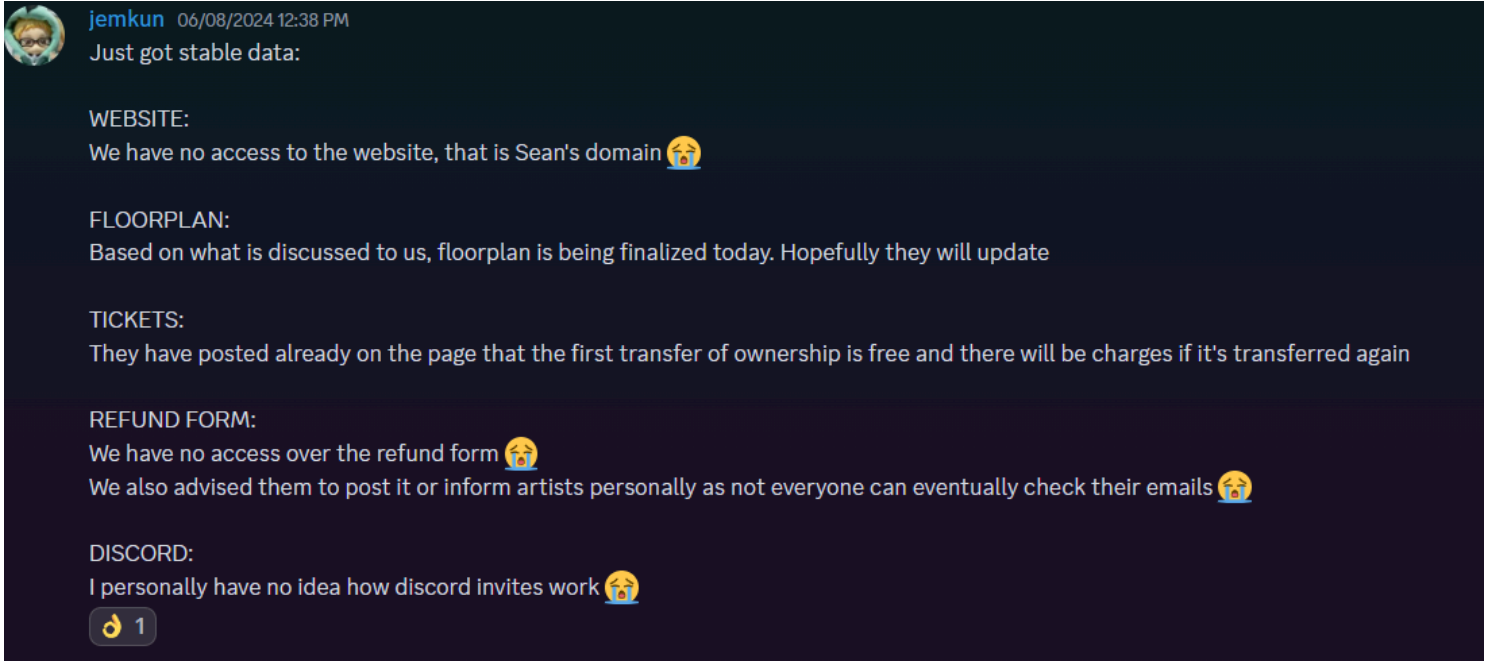 jemkun 06/08/2024 12:38 PM
Just got stable data:
WEBSITE:
We have no access to the website, that is Sean's domain 😭
FLOORPLAN:
Based on what is discussed to us, floorplan is being finalized today. Hopefully they will update
TICKETS:
They have posted already on the page that the first transfer of ownership is free and there will be charges if it's transferred again
REFUND FORM:
We have no access over the refund form 😭
We also advised them to post it or inform artists personally as not everyone can eventually check their emails 😭
DISCORD:
I personally have no idea how discord invites work 😭
👌 1